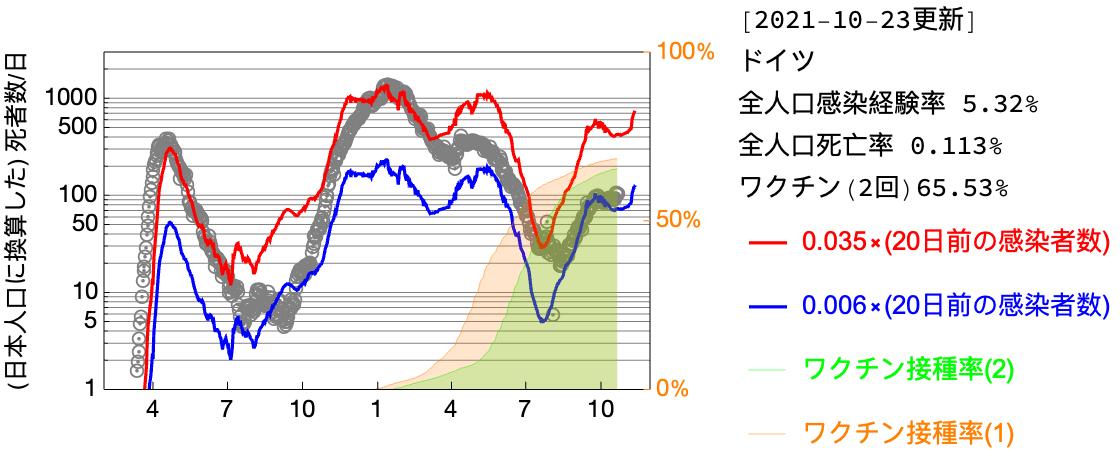 [2021-10-23更新]
ドイツ
全人口感染経験率 5.32%
全人口死亡率 0.113%
ワクチン(2回)65.53%
0.035×(20日前の感染者数)
0.006×(20日前の感染者数)
ワクチン接種率(2)
ワクチン接種率(1)
(日本人口に換算した) 死者数/日
1000
500
100
50
10
5
1
100%
50%
0%
4 7 10 1 4 7 10